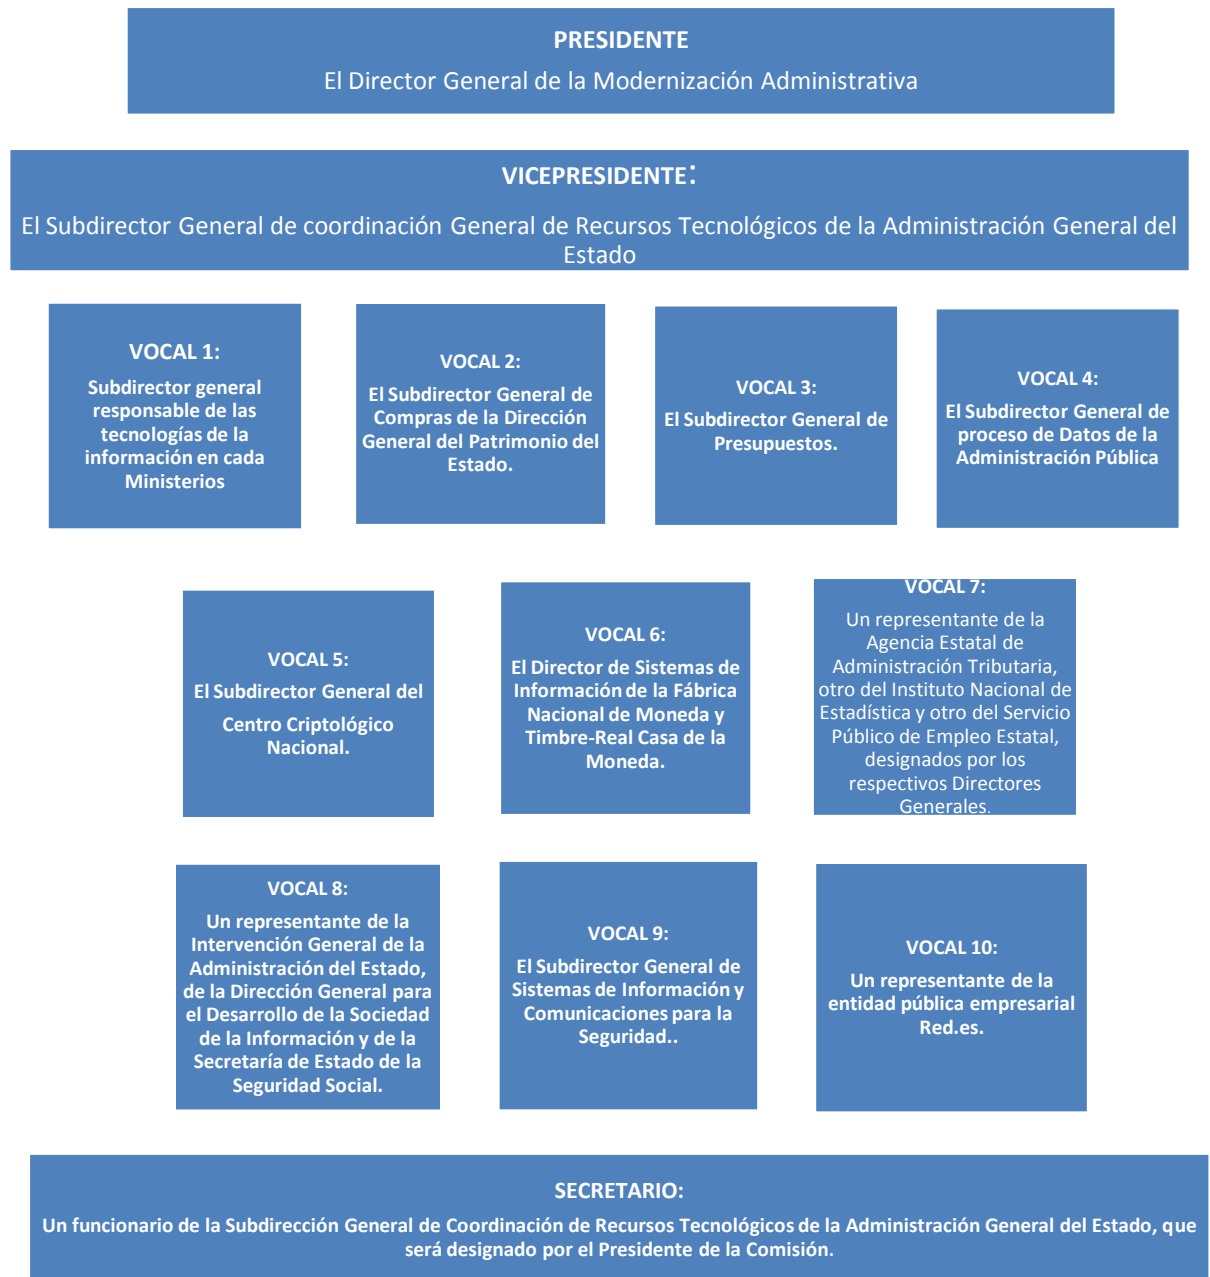 PRESIDENTE
El Director General de la Modernización Administrativa
VICEPRESIDENTE:
El Subdirector General de coordinación General de Recursos Tecnológicos de la Administración General del
Estado
VOCAL 1:
Subdirector general
responsable de las
tecnologías de la
información en cada
Ministerios
VOCAL 2:
El Subdirector General de
Compras de la Dirección
General del Patrimonio del
Estado.
VOCAL 3:
El Subdirector General de
Presupuestos.
VOCAL 4:
El Subdirector General de
proceso de Datos de la
Administración Pública
VOCAL 5:
El Subdirector General del
Centro Criptológico
Nacional.
VOCAL 6:
El Director de Sistemas de
Información de la Fábrica
Nacional de Moneda y
Timbre-Real Casa de la
Moneda.
VOCAL 7:
Un representante de la
Agencia Estatal de
Administración Tributaria,
otro del Instituto Nacional de
Estadística y otro del Servicio
Público de Empleo Estatal,
designados por los
respectivos Directores
Generales.
VOCAL 8:
Un representante de la
Intervención General de la
Administración del Estado,
de la Dirección General para
el Desarrollo de la Sociedad
de la Información y de la
Secretaría de Estado de la
Seguridad Social.
VOCAL 9:
El Subdirector General de
Sistemas de Información y
Comunicaciones para la
Seguridad..
VOCAL 10:
Un representante de la
entidad pública empresarial
Red.es.
SECRETARIO:
Un funcionario de la Subdirección General de Coordinación de Recursos Tecnológicos de la Administración General del Estado, que
será designado por el Presidente de la Comisión.